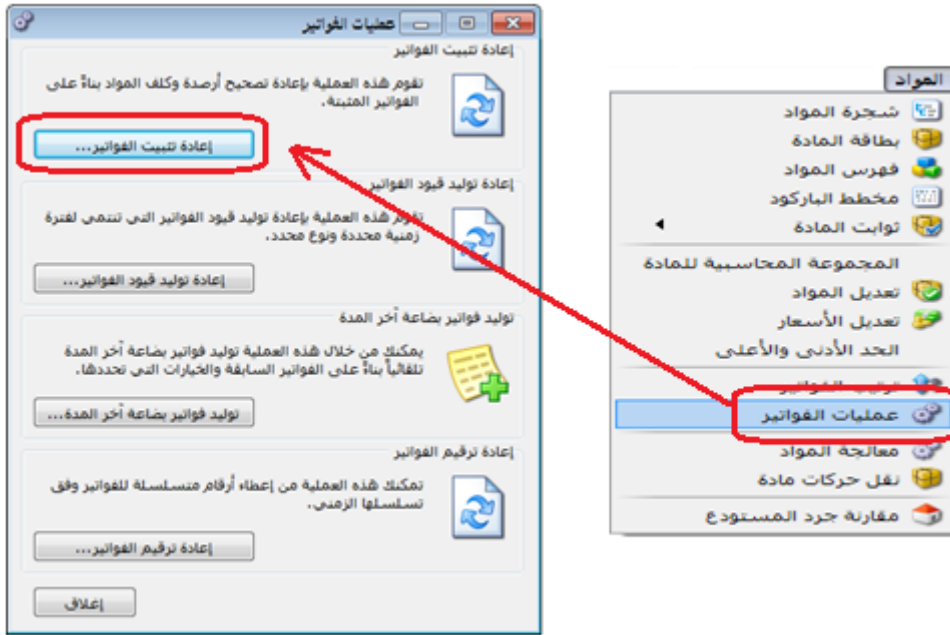 المواد
شجرة المواد
بطاقة المادة
فهرس المواد
مخطط الباركود
ثوابت المادة
المجموعة المحاسبية للمادة
تعديل المواد
تعديل الأسعار
الحد الأدنى والأعلى
ترتيب الفواتير
عمليات الفواتير
معالجة المواد
نقل حركات مادة
مقارنة جرد المستودع
عمليات الفواتير
إعادة تثبيت الفواتير
تقوم هذه العملية بإعادة تصحيح أرصدة وكلف المواد بناءً على
الفواتير المثبتة.
إعادة تثبيت الفواتير...
إعادة توليد قيود الفواتير
تقوم هذه العملية بإعادة توليد قيود الفواتير التي تنتمي لفترة
زمنية محددة ونوع محدد.
إعادة توليد قيود الفواتير...
توليد فواتير بضاعة آخر المدة
يمكنك من خلال هذه العملية توليد فواتير بضاعة آخر المدة
تلقائياً بناءً على الفواتير السابقة والخيارات التي تحددها.
توليد فواتير بضاعة آخر المدة...
إعادة ترقيم الفواتير
تمكنك هذه العملية من إعطاء أرقام متسلسلة للفواتير وفق
تسلسلها الزمني.
إعادة ترقيم الفواتير...
إغلاق